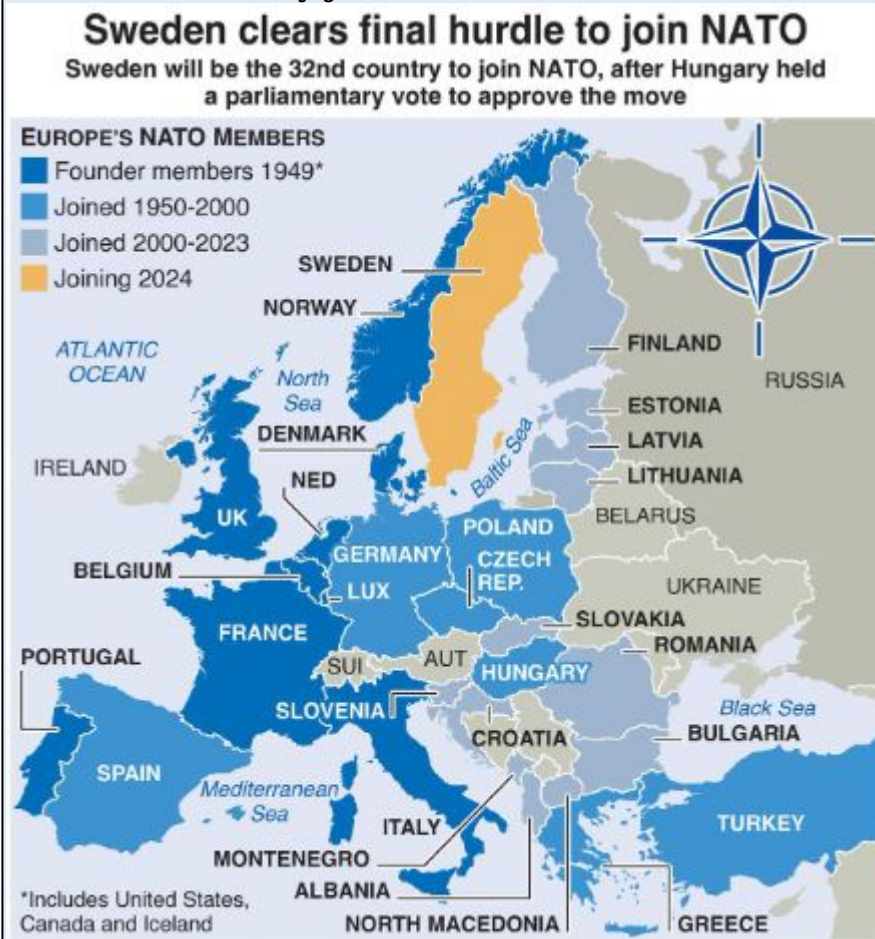 Sweden clears final hurdle to join NATO
Sweden will be the 32nd country to join NATO, after Hungary held
a parliamentary vote to approve the move
EUROPE'S NATO MEMBERS
Founder members 1949*
Joined 1950-2000
Joined 2000-2023
Joining 2024
SWEDEN
NORWAY
FINLAND
ATLANTIC
OCEAN
North
Sea
RUSSIA
ESTONIA
DENMARK
LATVIA
Baltic Sea
IRELAND
NED
LITHUANIA
UK
POLAND
BELARUS
GERMANY
CZECH
REP.
BELGIUM
LUX
UKRAINE
SLOVAKIA
FRANCE
ROMANIA
PORTUGAL
SUI
AUT
HUNGARY
SLOVENIA
Black Sea
BULGARIA
CROATIA
SPAIN
Mediterranean
Sea
ITALY
TURKEY
MONTENEGRO
ALBANIA
*Includes United States,
Canada and Iceland
NORTH MACEDONIA
GREECE